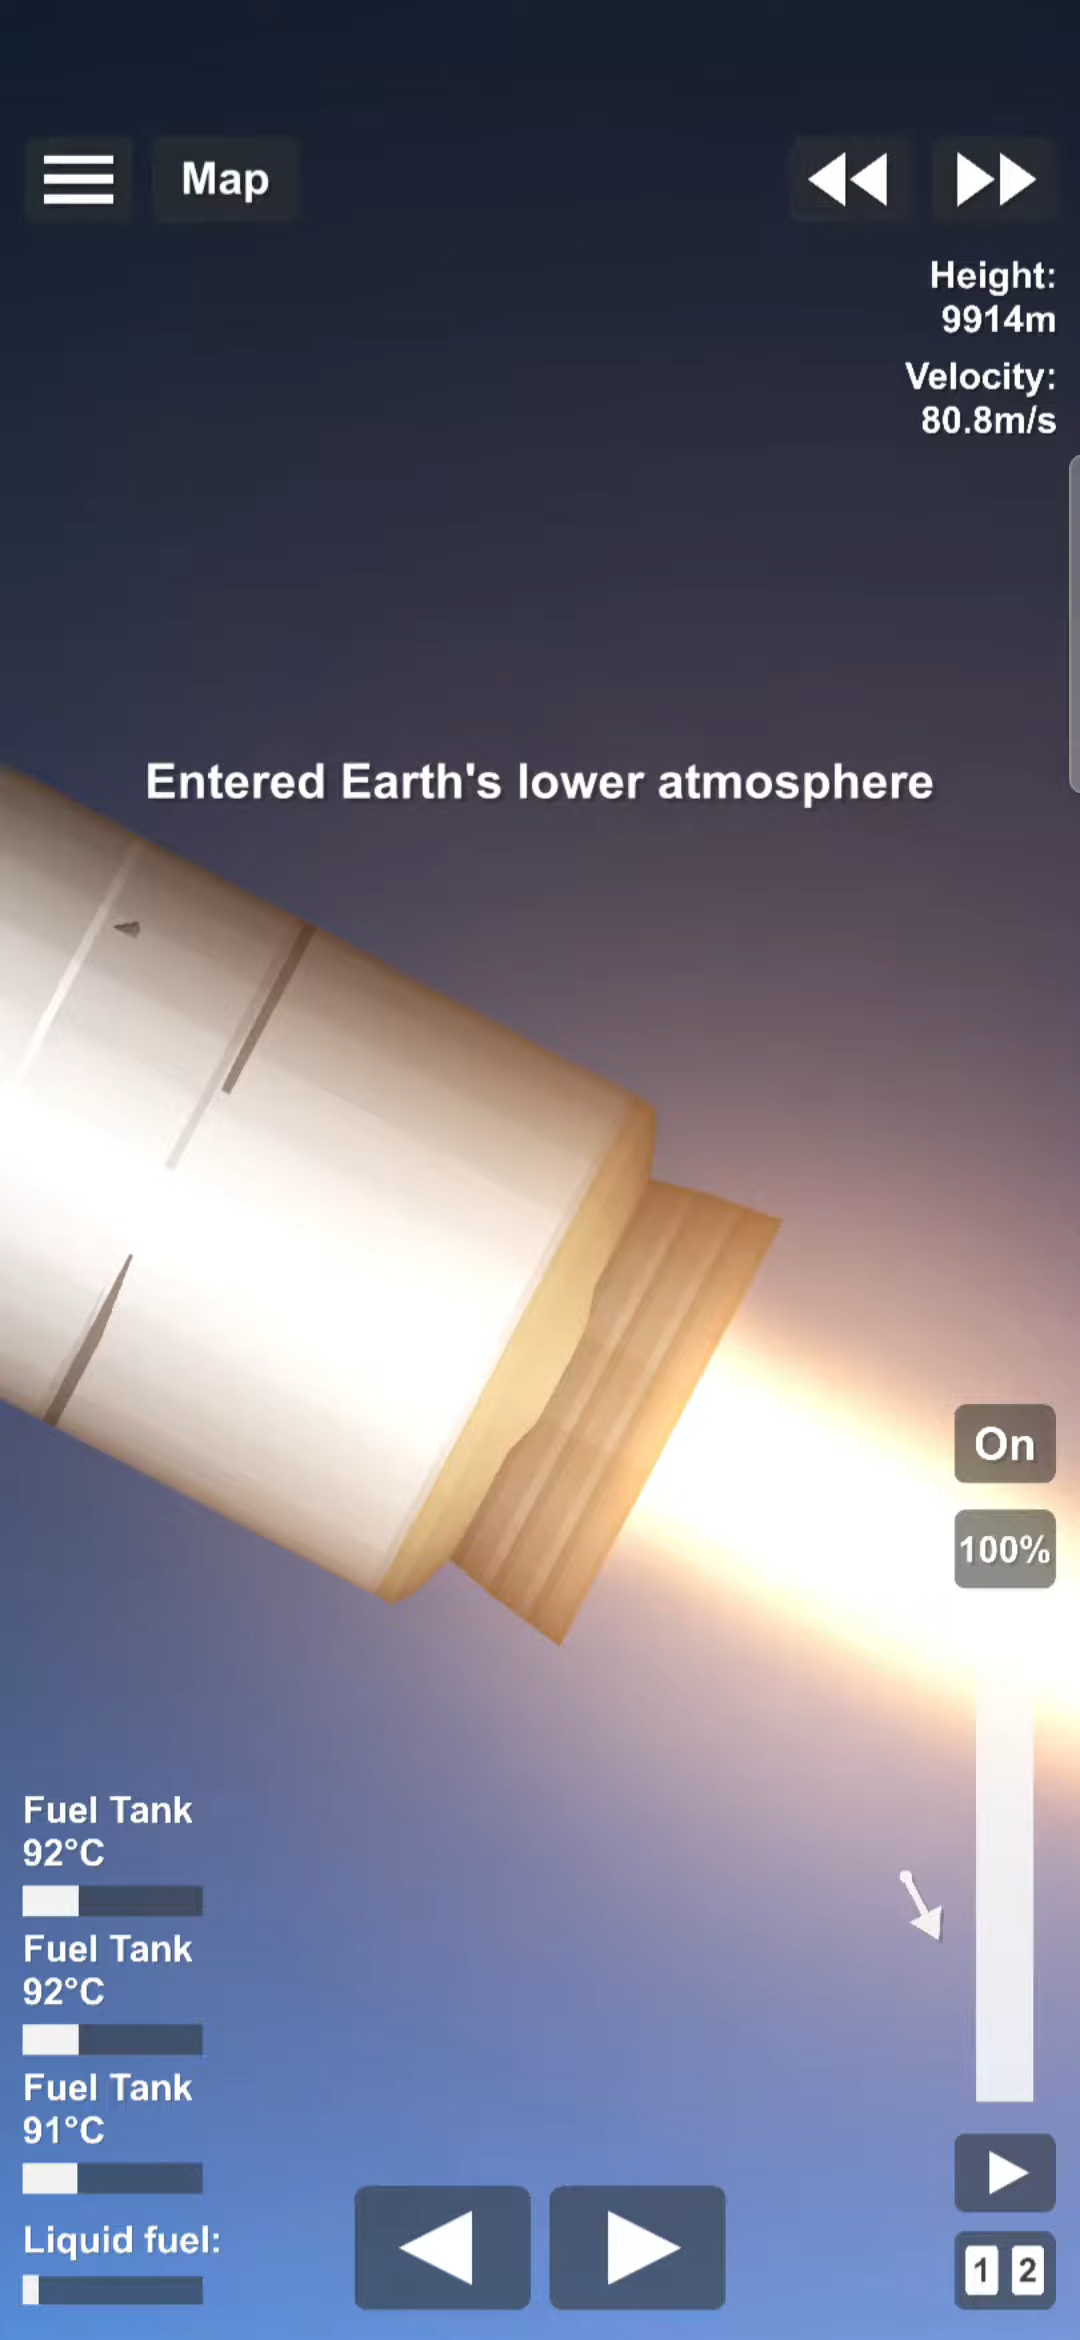 Map
Height:
9914m
Velocity:
80.8m/s
Entered Earth's lower atmosphere
On
100%
Fuel Tank
92°C
Fuel Tank
92°C
Fuel Tank
91°C
Liquid fuel:
1 2